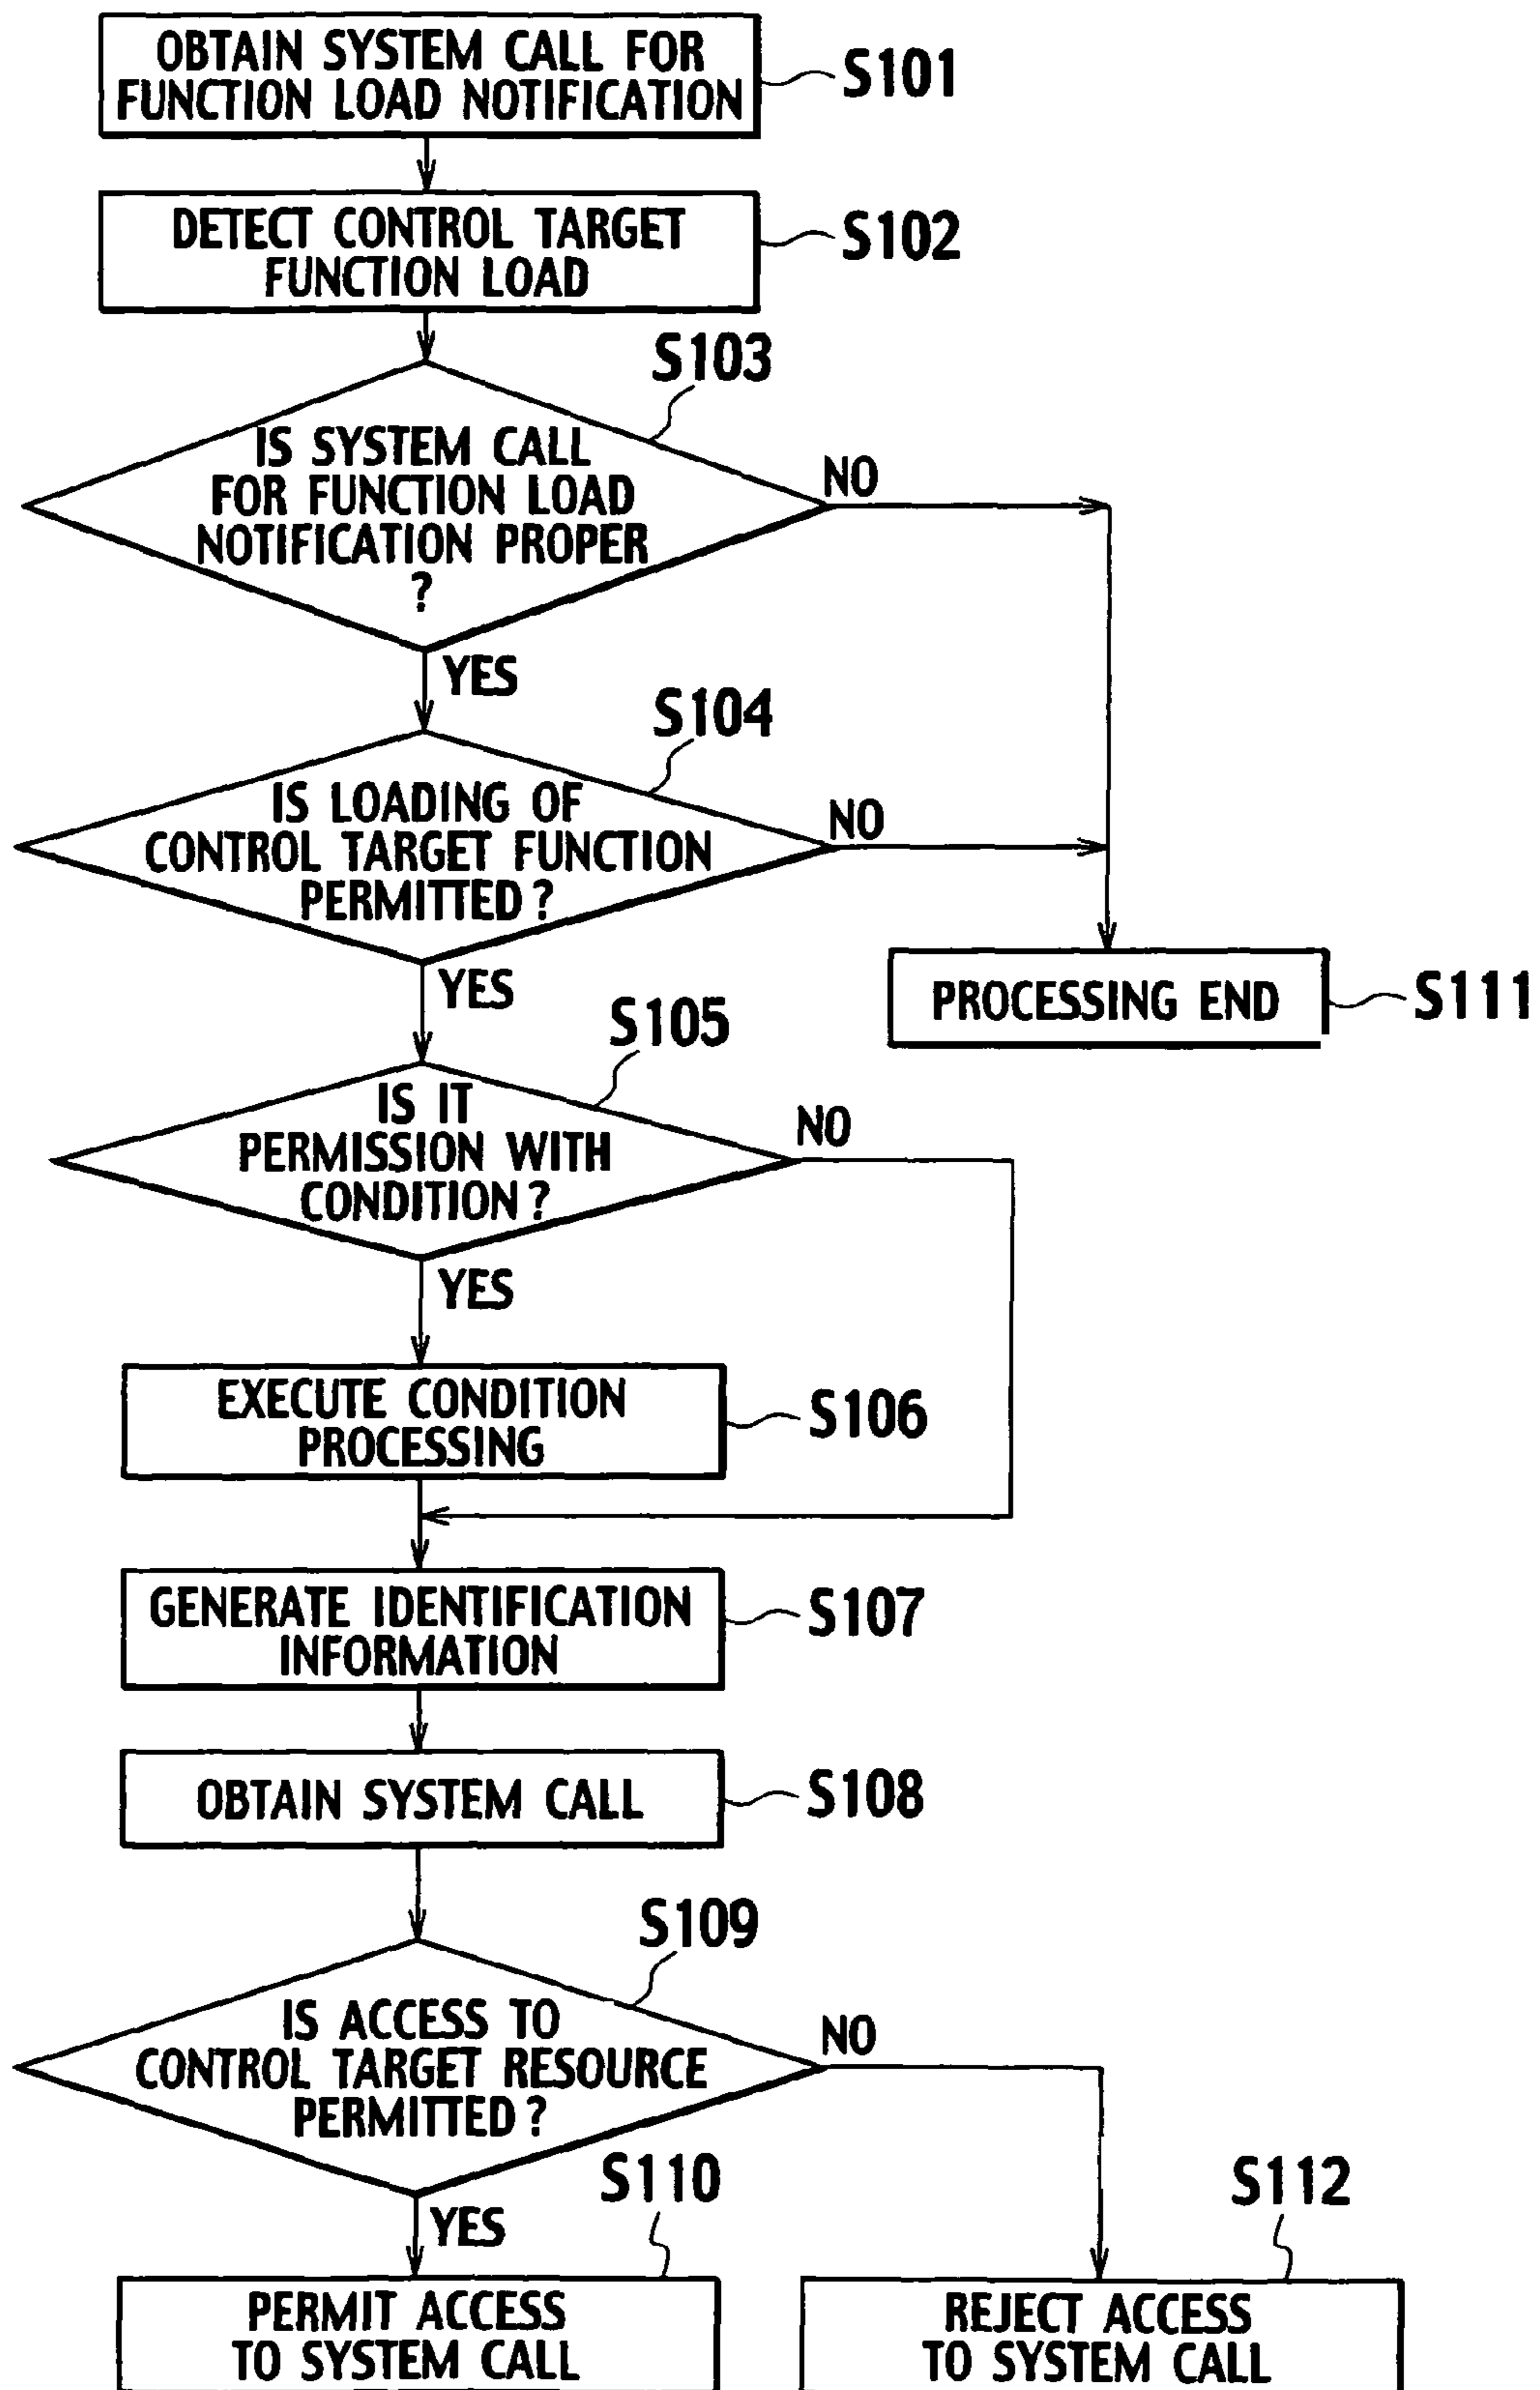 OBTAIN SYSTEM CALL FOR
FUNCTION LOAD NOTIFICATION
S101
DETECT CONTROL TARGET
FUNCTION LOAD
S102
S103
IS SYSTEM CALL
FOR FUNCTION LOAD
NOTIFICATION PROPER
?
NO
YES
S104
IS LOADING OF
CONTROL TARGET FUNCTION
PERMITTED?
NO
YES
PROCESSING END
S111
S105
IS IT
PERMISSION WITH
CONDITION?
NO
YES
EXECUTE CONDITION
PROCESSING
S106
GENERATE IDENTIFICATION
INFORMATION
S107
OBTAIN SYSTEM CALL
S108
S109
IS ACCESS TO
CONTROL TARGET RESOURCE
PERMITTED?
NO
YES
S110
PERMIT ACCESS
TO SYSTEM CALL
S112
REJECT ACCESS
TO SYSTEM CALL